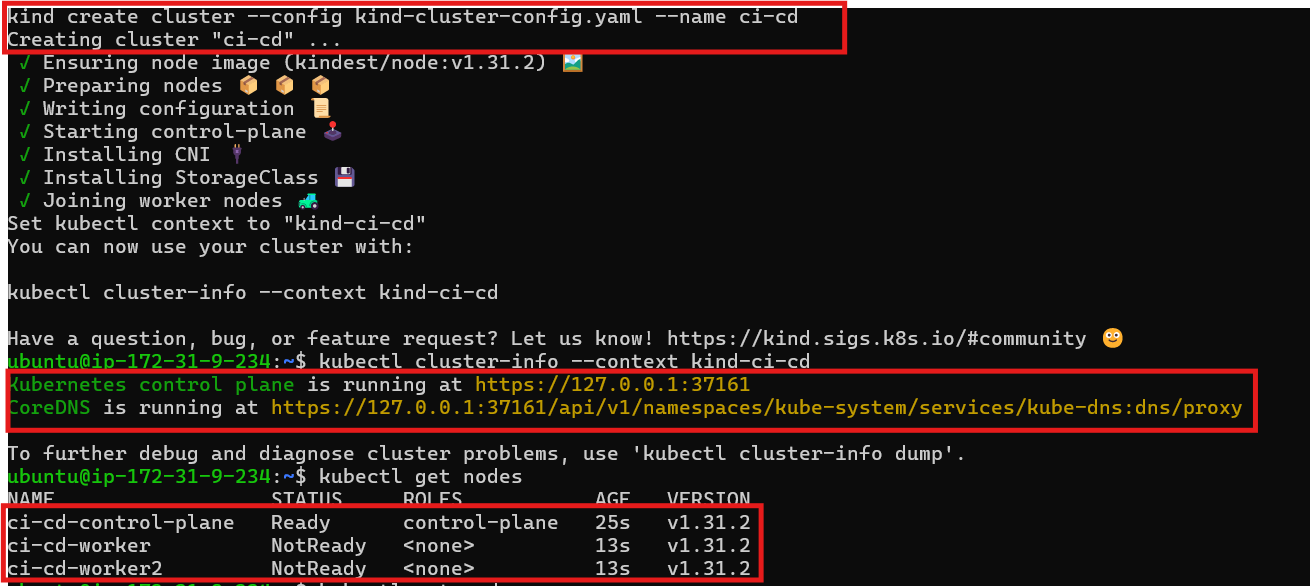 kind create cluster --config kind-cluster-config.yaml --name ci-cd
Creating cluster "ci-cd" ...
✓ Ensuring node image (kindest/node:v1.31.2) 🖼
✓ Preparing nodes 📦 📦 📦
✓ Writing configuration 📜
✓ Starting control-plane 🕹
✓ Installing CNI 🔌
✓ Installing StorageClass 💾
✓ Joining worker nodes 🚜
Set kubectl context to "kind-ci-cd"
You can now use your cluster with:
kubectl cluster-info --context kind-ci-cd
Have a question, bug, or feature request? Let us know! https://kind.sigs.k8s.io/#community 🙂
ubuntu@ip-172-31-9-234:~$ kubectl cluster-info --context kind-ci-cd
Kubernetes control plane is running at https://127.0.0.1:37161
CoreDNS is running at https://127.0.0.1:37161/api/v1/namespaces/kube-system/services/kube-dns:dns/proxy
To further debug and diagnose cluster problems, use 'kubectl cluster-info dump'.
ubuntu@ip-172-31-9-234:~$ kubectl get nodes
NAME STATUS ROLES AGE VERSION
ci-cd-control-plane Ready control-plane 25s v1.31.2
ci-cd-worker NotReady <none> 13s v1.31.2
ci-cd-worker2 NotReady <none> 13s v1.31.2